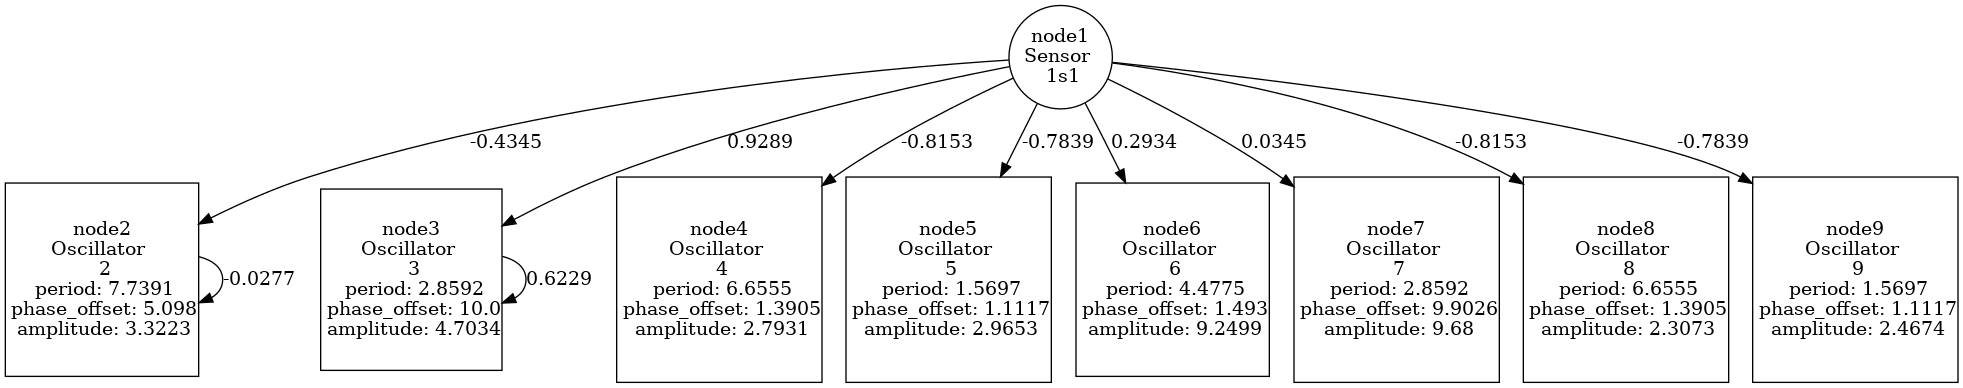 node1
Sensor
1s1
-0.4345
0.9289
-0.8153
-0.7839
0.2934
0.0345
-0.8153
-0.7839
node2
Oscillator
2
period: 7.7391
phase_offset: 5.098
amplitude: 3.3223
-0.0277
node3
Oscillator
3
period: 2.8592
phase_offset: 10.0
amplitude: 4.7034
0.6229
node4
Oscillator
4
period: 6.6555
phase_offset: 1.3905
amplitude: 2.7931
node5
Oscillator
5
period: 1.5697
phase_offset: 1.1117
amplitude: 2.9653
node6
Oscillator
6
period: 4.4775
phase_offset: 1.493
amplitude: 9.2499
node7
Oscillator
7
period: 2.8592
phase_offset: 9.9026
amplitude: 9.68
node8
Oscillator
8
period: 6.6555
phase_offset: 1.3905
amplitude: 2.3073
node9
Oscillator
9
period: 1.5697
phase_offset: 1.1117
amplitude: 2.4674